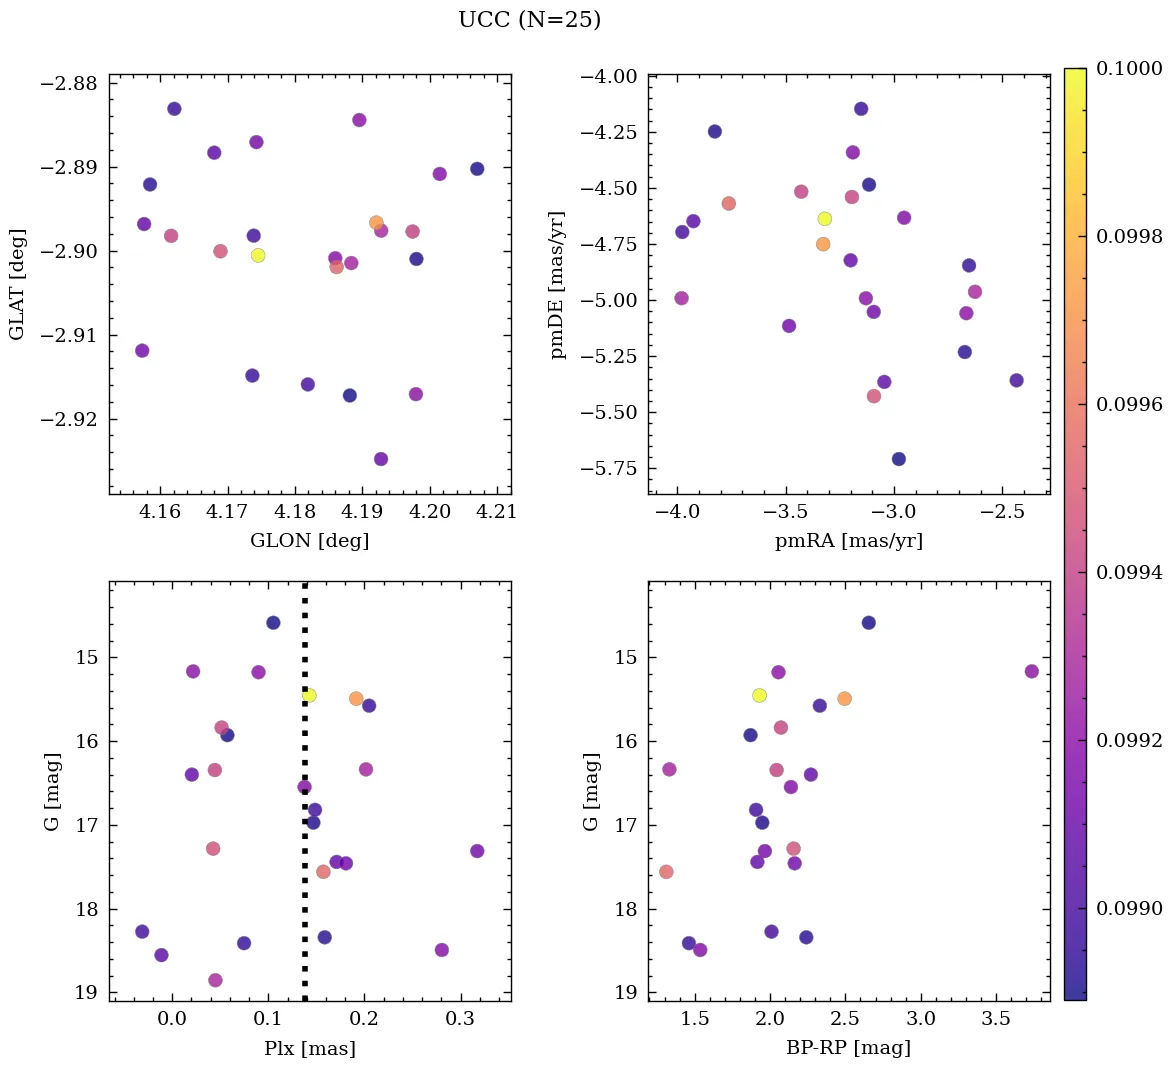 UCC (N=25)
−2.88
−2.89
−2.90
−2.91
−2.92
GLAT [deg]
4.16 4.17 4.18 4.19 4.20 4.21
GLON [deg]
−4.00
−4.25
−4.50
−4.75
−5.00
−5.25
−5.50
−5.75
pmDE [mas/yr]
−4.0 −3.5 −3.0 −2.5
pmRA [mas/yr]
15
16
17
18
19
G [mag]
0.0 0.1 0.2 0.3
Plx [mas]
15
16
17
18
19
G [mag]
1.5 2.0 2.5 3.0 3.5
BP-RP [mag]
0.1000
0.0998
0.0996
0.0994
0.0992
0.0990